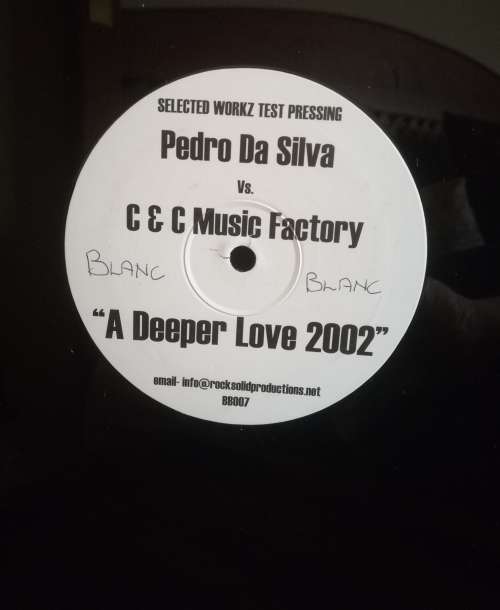 SELECTED WORKZ TEST PRESSING
Pedro Da Silva
Vs.
C & C Music Factory
BLANC BLANC
“A Deeper Love 2002”
email- info@rocksolidproductions.net
BB007